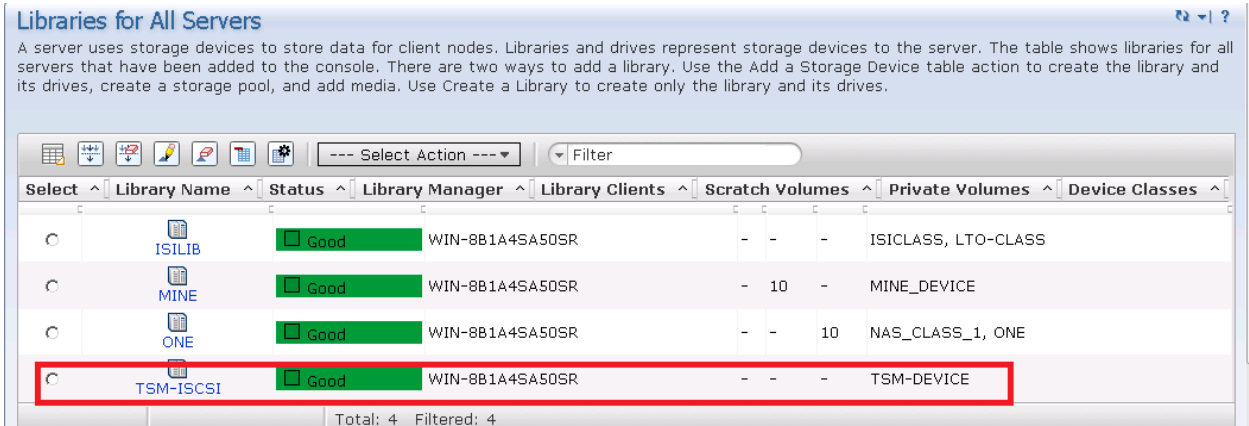 Libraries for All Servers ?
A server uses storage devices to store data for client nodes. Libraries and drives represent storage devices to the server. The table shows libraries for all
servers that have been added to the console. There are two ways to add a library. Use the Add a Storage Device table action to create the library and
its drives, create a storage pool, and add media. Use Create a Library to create only the library and its drives.
--- Select Action --- Filter
Select ^ Library Name ^ Status ^ Library Manager ^ Library Clients ^ Scratch Volumes ^ Private Volumes ^ Device Classes ^
ISILIB Good WIN-8B1A4SA50SR - - - ISICLASS, LTO-CLASS
MINE Good WIN-8B1A4SA50SR - 10 - MINE_DEVICE
ONE Good WIN-8B1A4SA50SR - - 10 NAS_CLASS_1, ONE
TSM-ISCSI Good WIN-8B1A4SA50SR - - - TSM-DEVICE
Total: 4 Filtered: 4